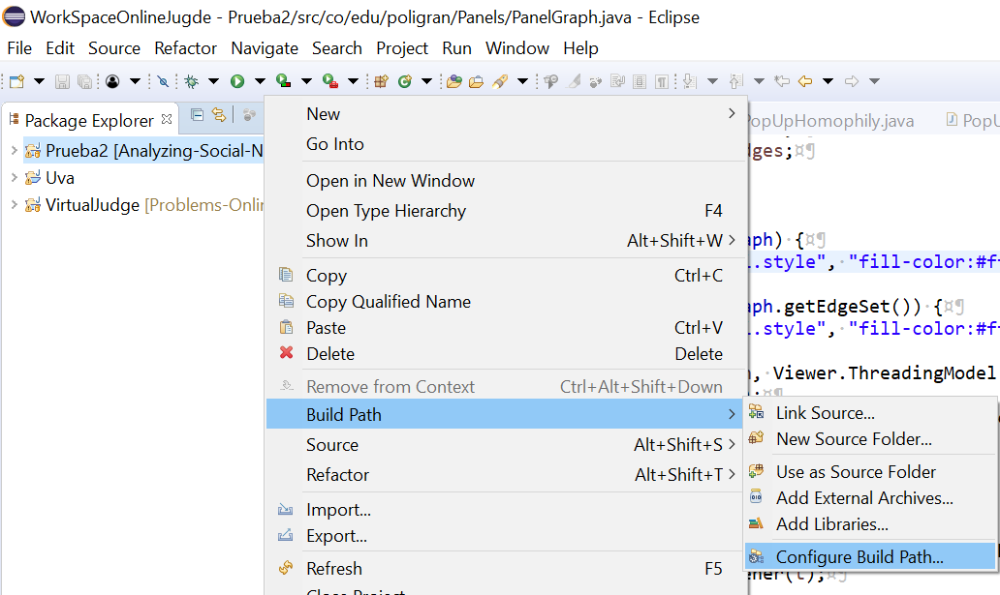 WorkSpaceOnlineJugde - Prueba2/src/co/edu/poligran/Panels/PanelGraph.java - Eclipse
File Edit Source Refactor Navigate Search Project Run Window Help
Package Explorer
Prueba2 [Analyzing-Social-N
Uva
VirtualJudge [Problems-Onlin
New
Go Into
Open in New Window
Open Type Hierarchy F4
Show In Alt+Shift+W >
Copy Ctrl+C
Copy Qualified Name
Paste Ctrl+V
Delete Delete
Remove from Context Ctrl+Alt+Shift+Down
Build Path >
Source Alt+Shift+S >
Refactor Alt+Shift+T >
Import...
Export...
Refresh F5
Close Project
PopUpHomophily.java PopU
dges;¤¶
aph) {¤¶
.style", "fill-color:#f
aph.getEdgeSet()) {¤¶
.style", "fill-color:#f
, Viewer.ThreadingModel
Link Source...
New Source Folder...
Use as Source Folder
Add External Archives...
Add Libraries...
Configure Build Path...
ener(t);¤¶